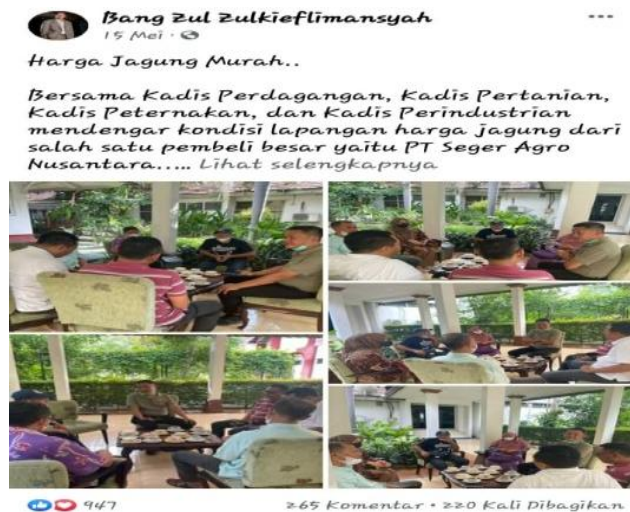 Bang Zul Zulkieflimansyah
15 Mei ·
Harga Jagung Murah..
Bersama Kadis Perdagangan, Kadis Pertanian,
Kadis Peternakan, dan Kadis Perindustrian
mendengar kondisi lapangan harga jagung dari
salah satu pembeli besar yaitu PT Seger Agro
Nusantara..... Lihat selengkapnya
947
265 Komentar • 220 Kali Dibagikan